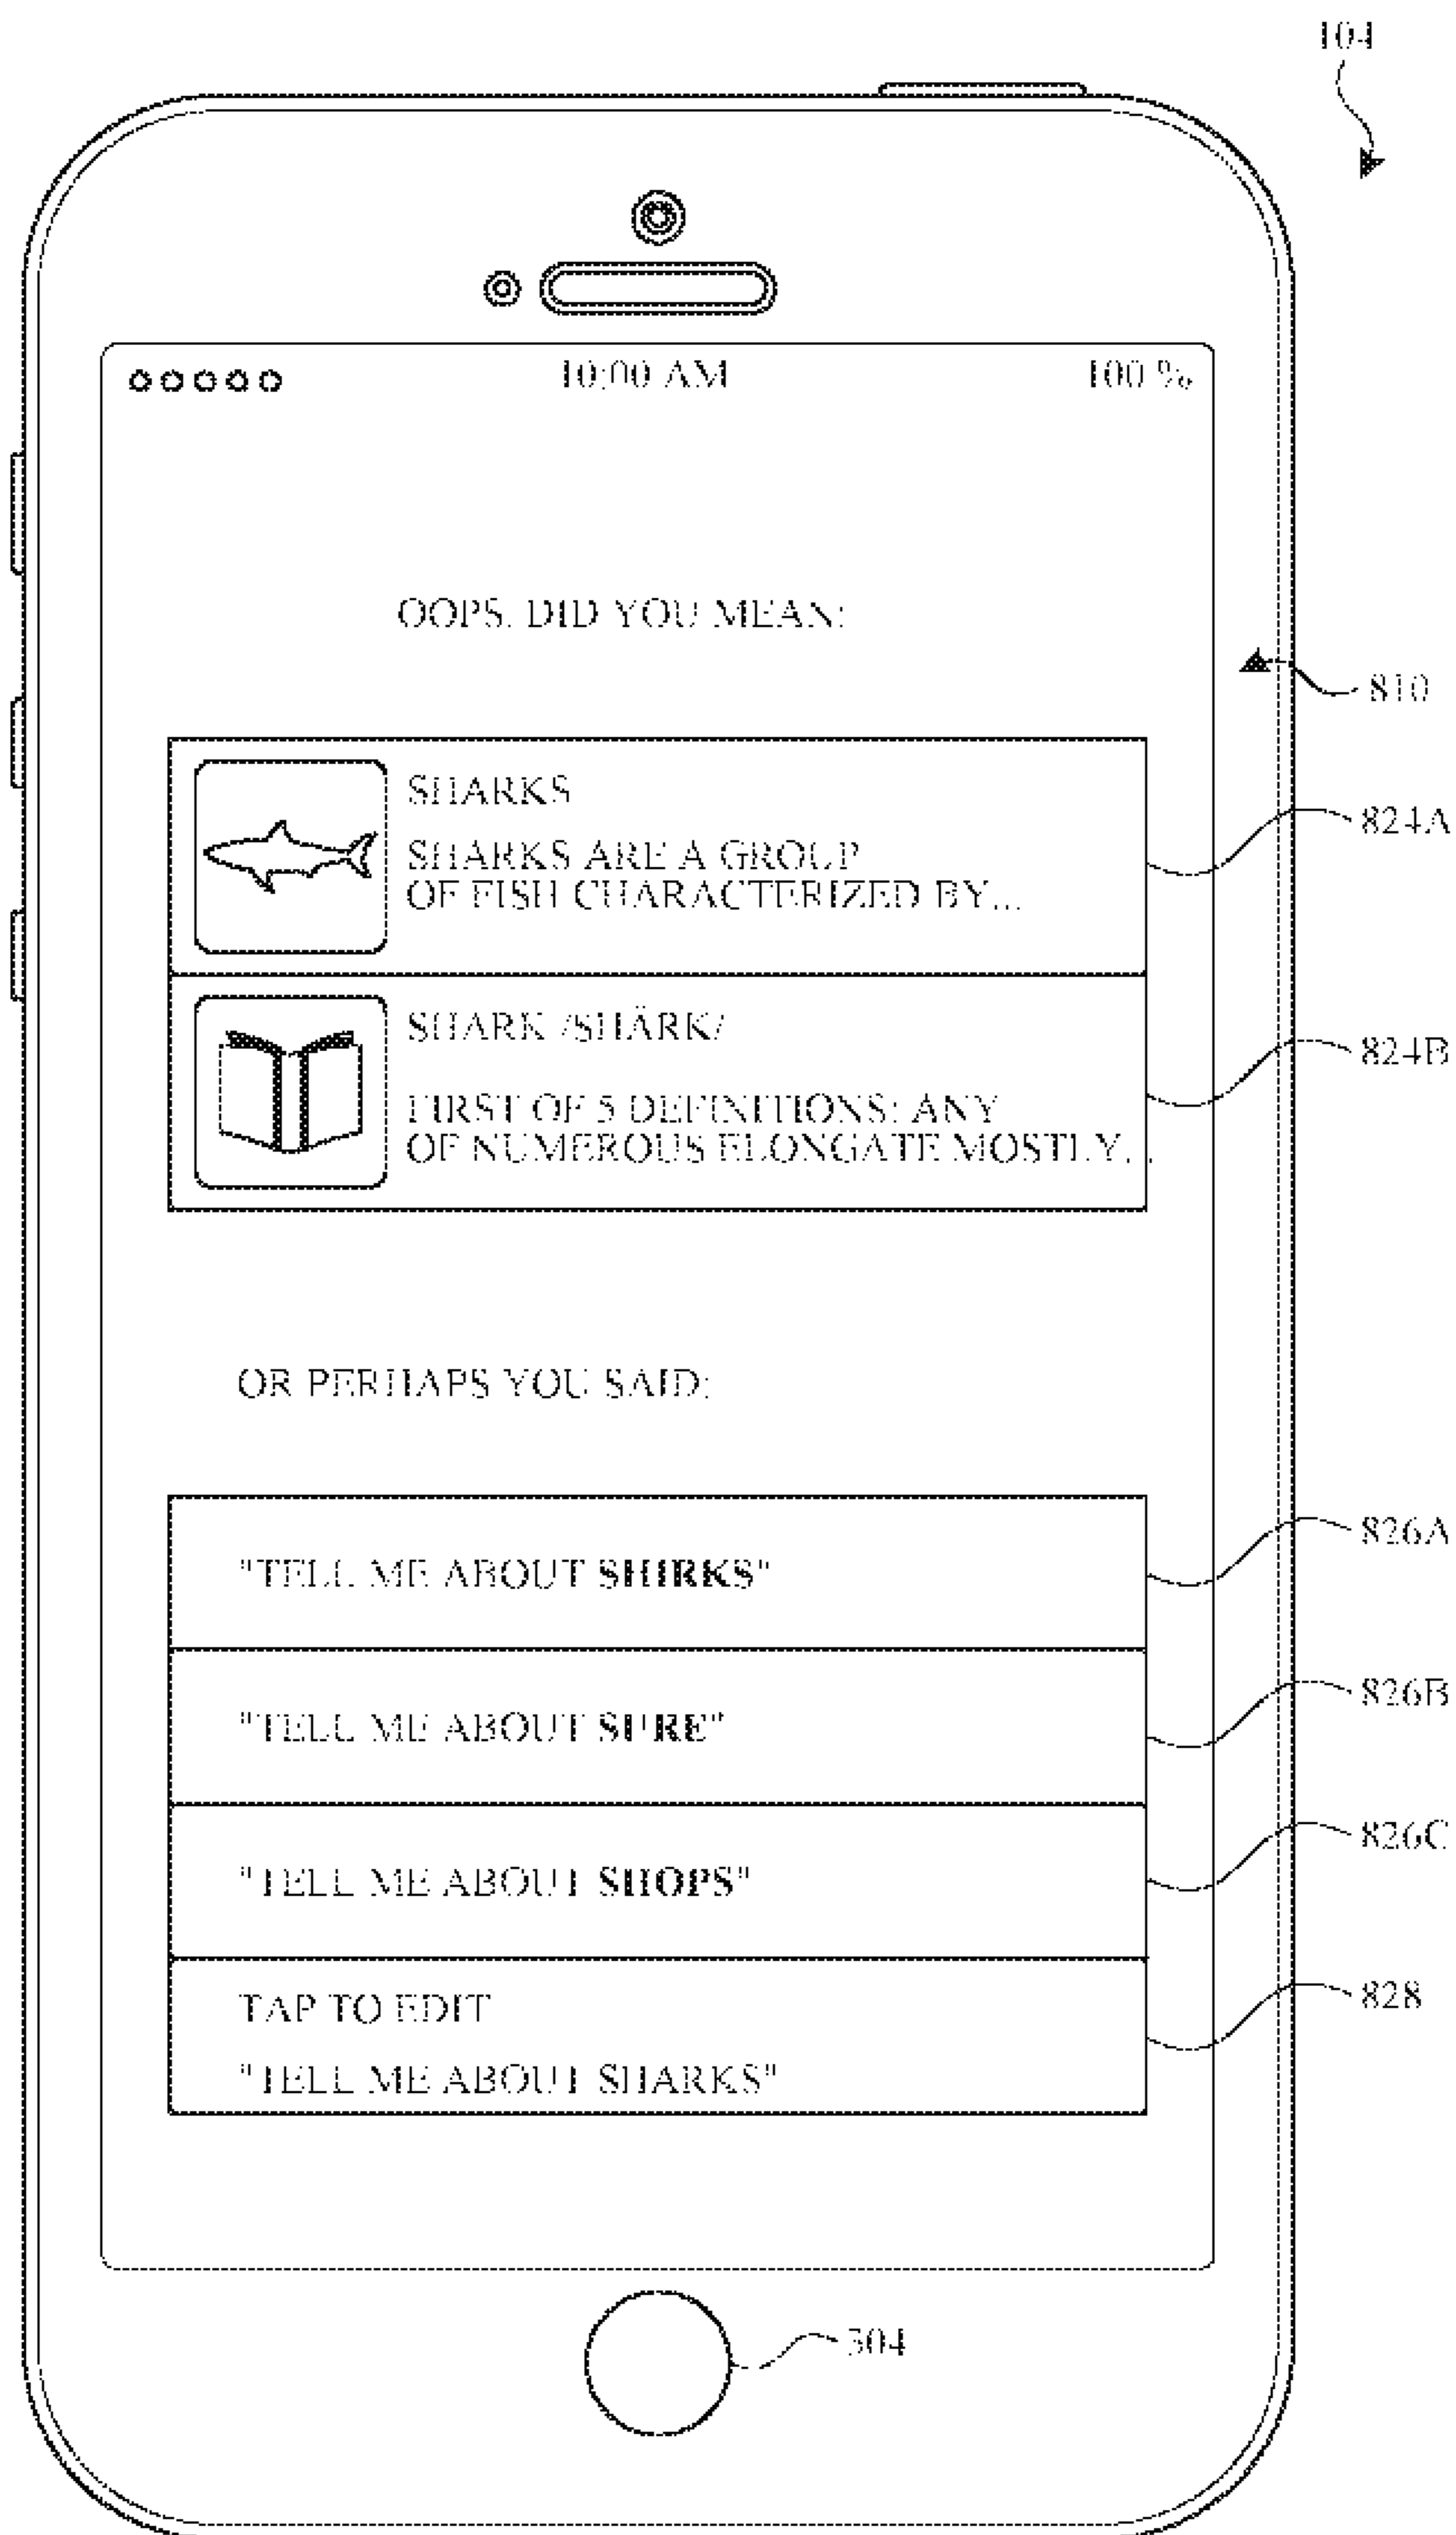 104
10:00 AM
100 %
OOPS. DID YOU MEAN:
810
SHARKS
824A
SHARKS ARE A GROUP
OF FISH CHARACTERIZED BY...
SHARK /SHÄRK/
824B
FIRST OF 5 DEFINITIONS: ANY
OF NUMEROUS ELONGATE MOSTLY...
OR PERHAPS YOU SAID:
826A
"TELL ME ABOUT SHIRKS"
826B
"TELL ME ABOUT SURE"
826C
"TELL ME ABOUT SHOPS"
828
TAP TO EDIT
"TELL ME ABOUT SHARKS"
304